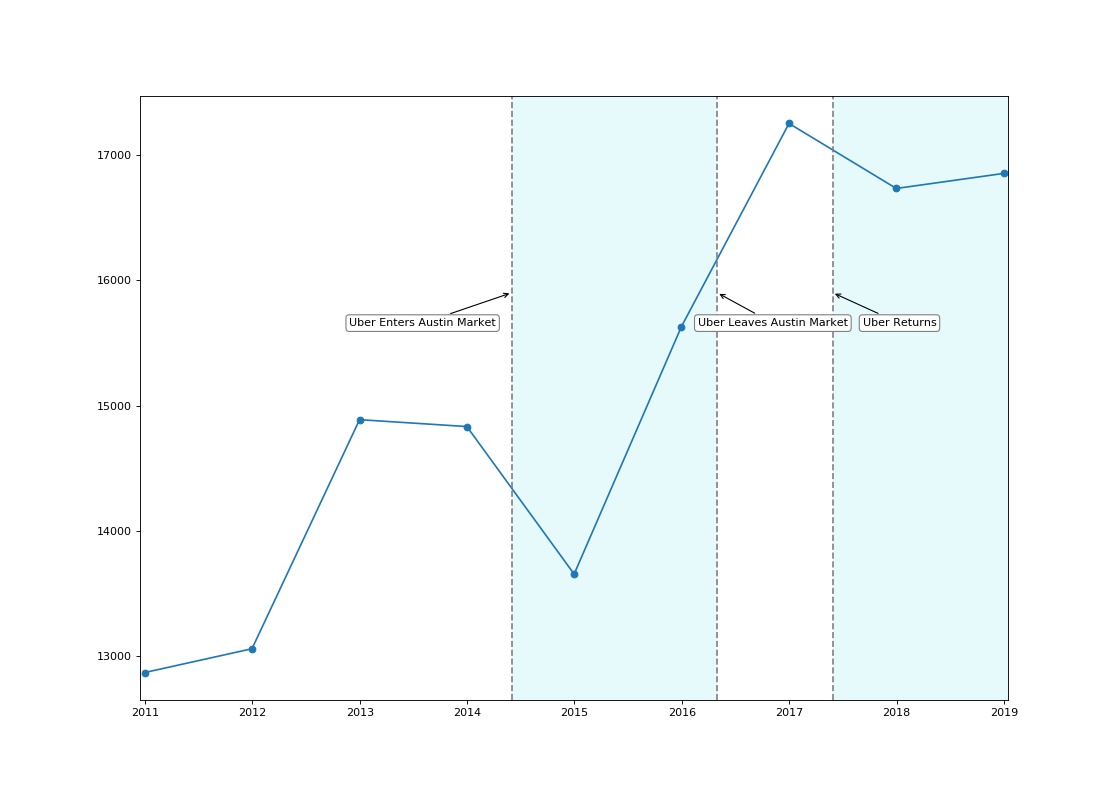 17000
16000
15000
14000
13000
Uber Enters Austin Market
Uber Leaves Austin Market
Uber Returns
2011 2012 2013 2014 2015 2016 2017 2018 2019